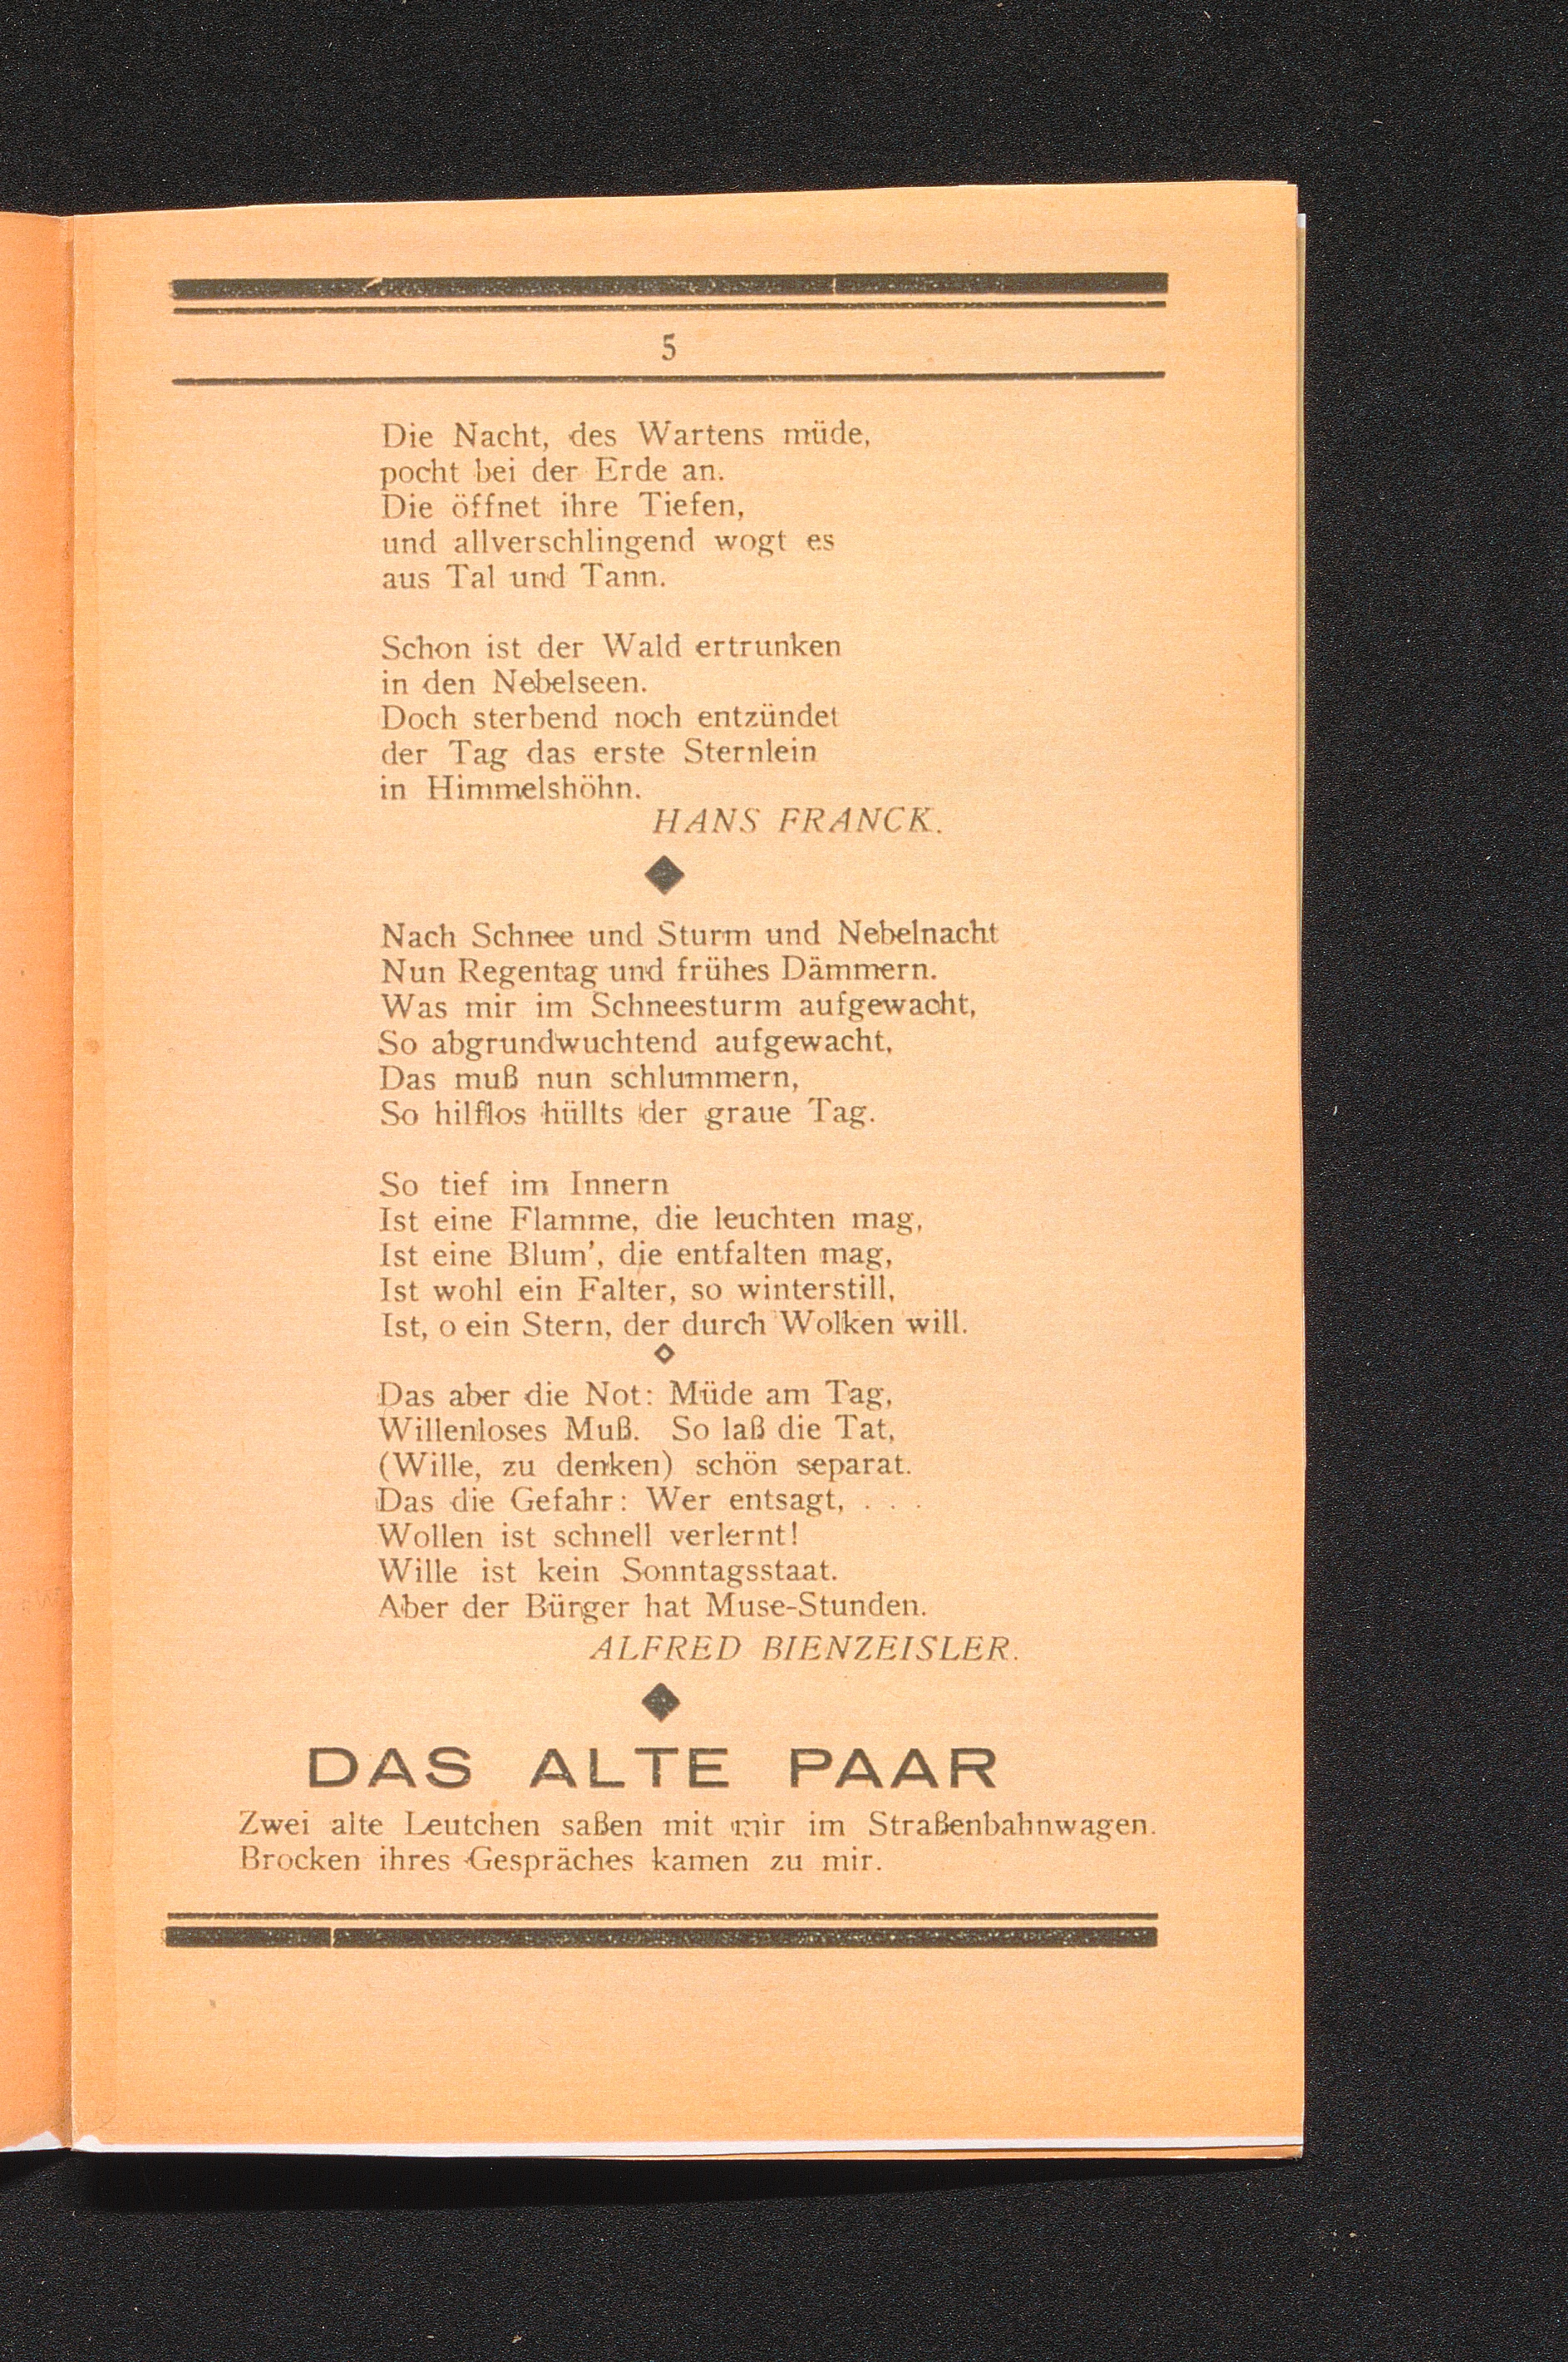 5
Die Nacht, des Wartens müde,
pocht bei der Erde an.
Die öffnet ihre Tiefen,
und allverschlingend wogt es
aus Tal und Tann.
Schon ist der Wald ertrunken
in den Nebelseen.
Doch sterbend noch entzündet
der Tag das erste Sternlein
in Himmelshöhn.
HANS FRANCK.
Nach Schnee und Sturm und Nebelnacht
Nun Regentag und frühes Dämmern.
Was mir im Schneesturm aufgewacht,
So abgrundwuchtend aufgewacht,
Das muß nun schlummern,
So hilflos hüllts der graue Tag.
So tief im Innern
Ist eine Flamme, die leuchten mag,
Ist eine Blum’, die entfalten mag,
Ist wohl ein Falter, so winterstill,
Ist, o ein Stern, der durch Wolken will.
Das aber die Not: Müde am Tag,
Willenloses Muß. So laß die Tat,
(Wille, zu denken) schön separat.
Das die Gefahr: Wer entsagt, . . .
Wollen ist schnell verlernt!
Wille ist kein Sonntagsstaat.
Aber der Bürger hat Muse-Stunden.
ALFRED BIENZEISLER.
DAS ALTE PAAR
Zwei alte Leutchen saßen mit mir im Straßenbahnwagen.
Brocken ihres Gespräches kamen zu mir.